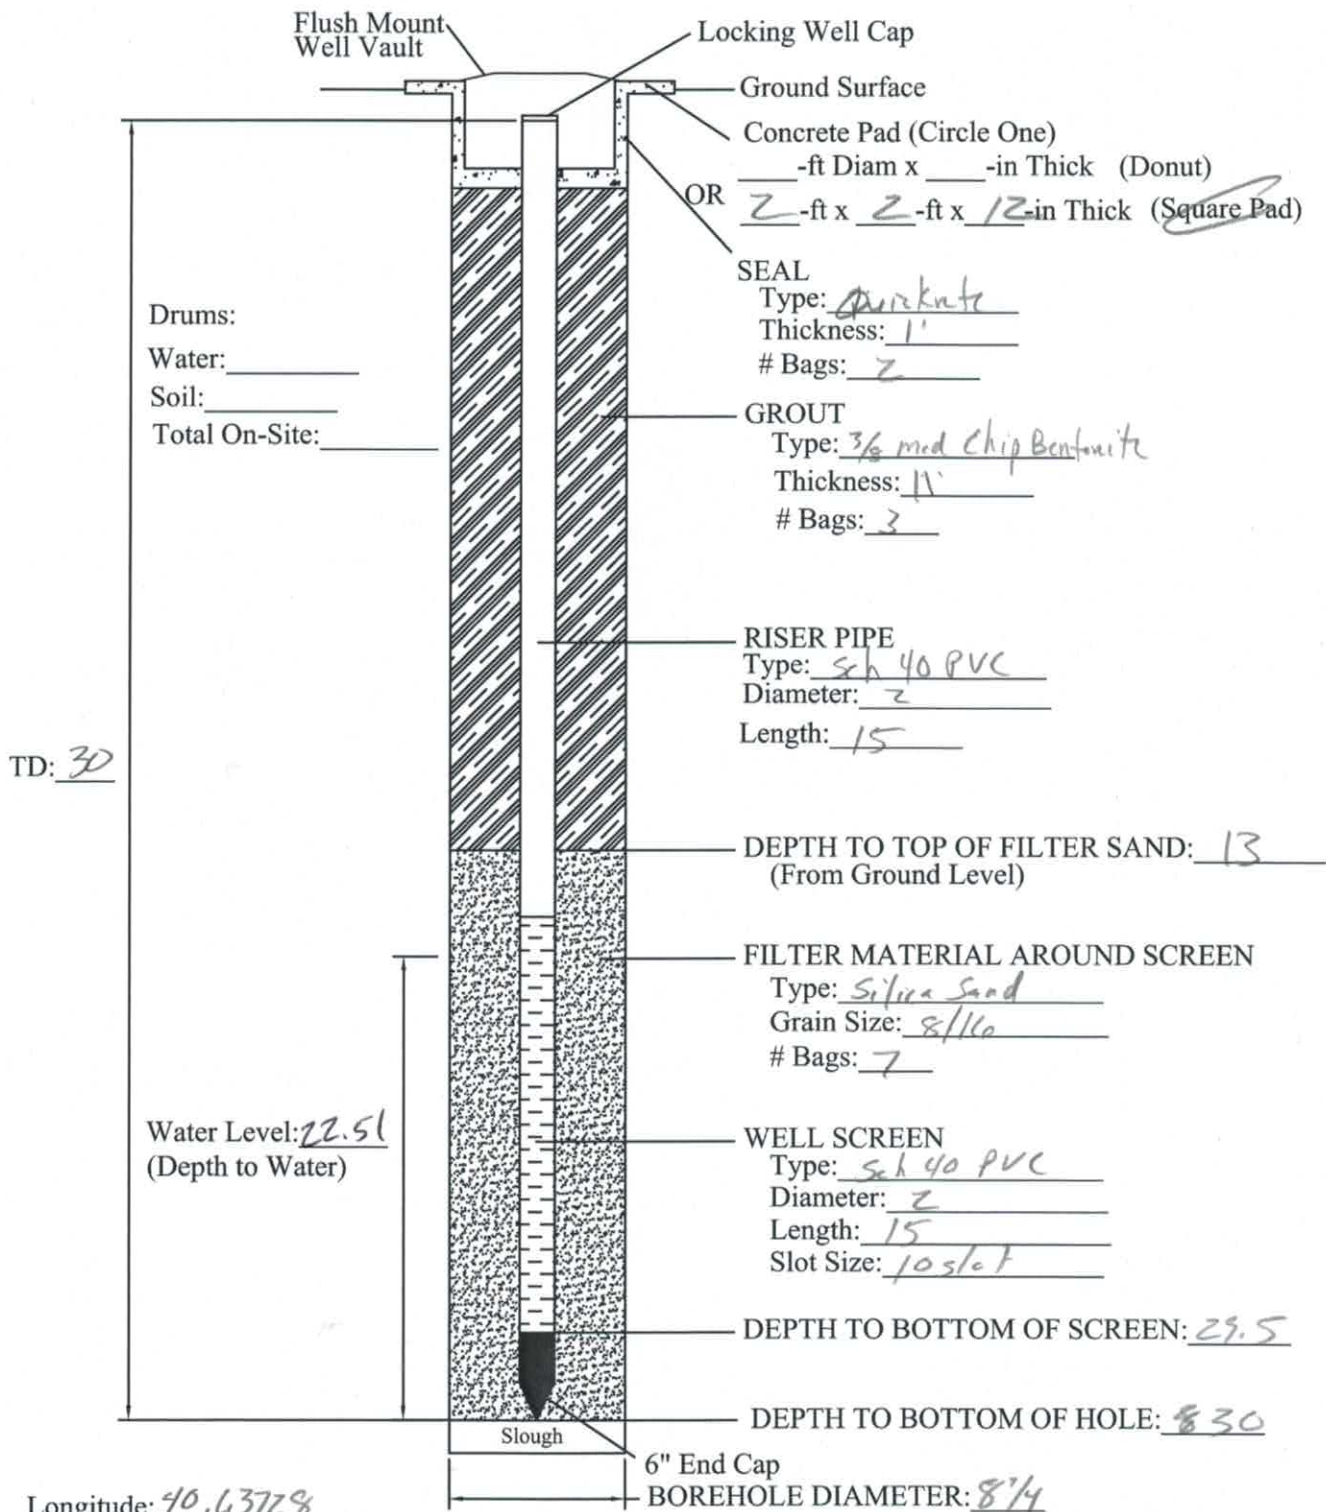 Flush Mount
Well Vault
Locking Well Cap
Ground Surface
Concrete Pad (Circle One)
____-ft Diam x ____-in Thick (Donut)
OR 2-ft x 2-ft x 12-in Thick (Square Pad)
SEAL
Type:
Thickness: 1'
# Bags: 2
Drums:
Water:
Soil:
Total On-Site:
GROUT
Type: 3/8 med Chip Bentonite
Thickness: 11'
# Bags: 3
RISER PIPE
Type: Sch 40 PVC
Diameter: 2
Length: 15
TD: 30
DEPTH TO TOP OF FILTER SAND: 13
(From Ground Level)
FILTER MATERIAL AROUND SCREEN
Type: Silica Sand
Grain Size: 8/16
# Bags: 7
Water Level: 22.51
(Depth to Water)
WELL SCREEN
Type: Sch 40 PVC
Diameter: 2
Length: 15
Slot Size: 10 slot
DEPTH TO BOTTOM OF SCREEN: 29.5
DEPTH TO BOTTOM OF HOLE: 30
Slough
6" End Cap
BOREHOLE DIAMETER:
Longitude: 40.63728